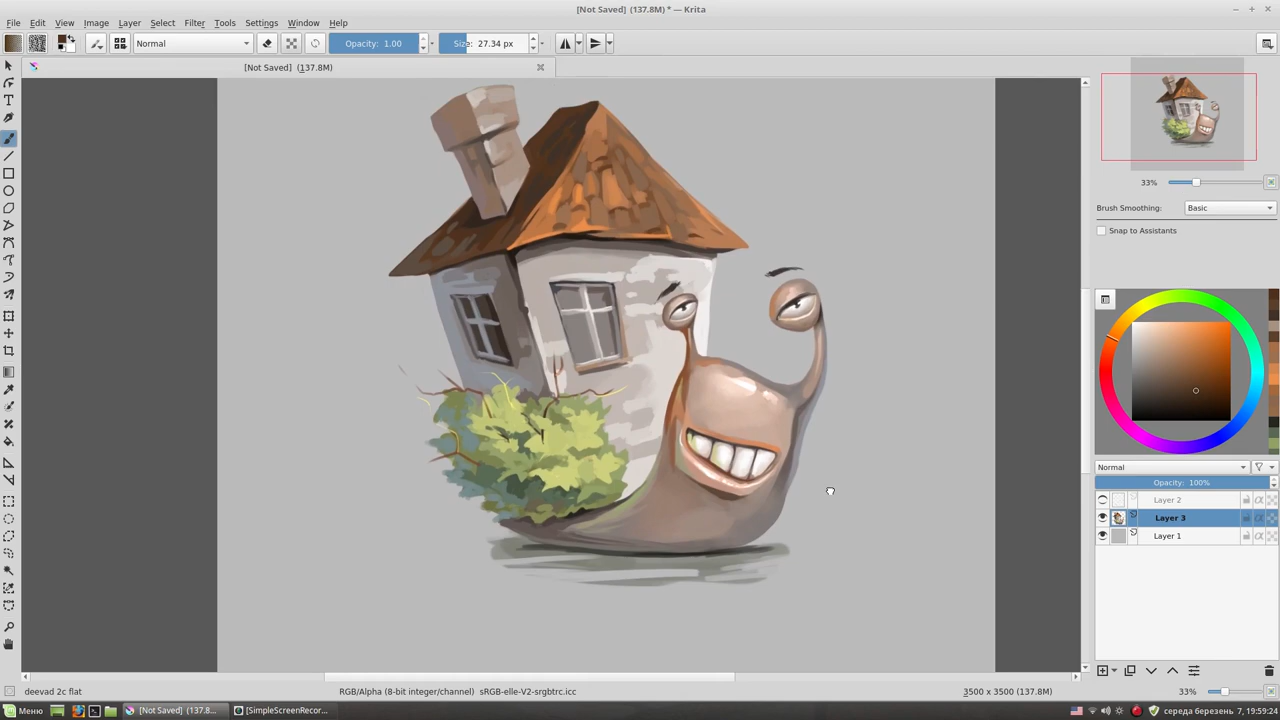 [Not Saved] (137.8M) * — Krita
File Edit View Image Layer Select Filter Tools Settings Window Help
Normal Opacity: 1.00 Size: 27.34 px
[Not Saved] (137.8M)
33%
Brush Smoothing: Basic
Snap to Assistants
Normal
Opacity: 100%
Layer 2
Layer 3
Layer 1
deevad 2c flat RGB/Alpha (8-bit integer/channel) sRGB-elle-V2-srgbtrc.icc 3500 x 3500 (137.8M) 33%
Меню [Not Saved] (137.8... [SimpleScreenRecor... середа березень 7, 19:59:24